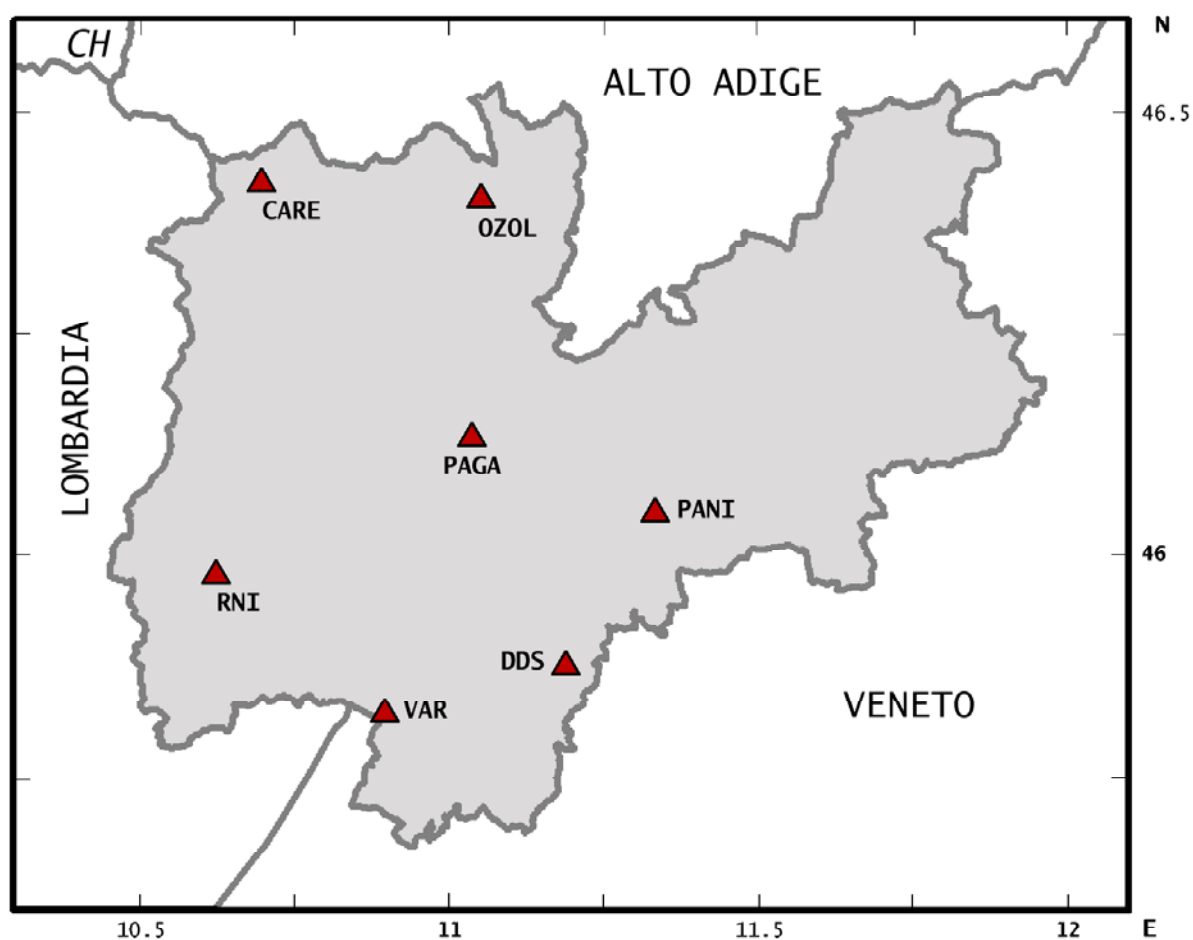 CH
N
ALTO ADIGE
46.5
CARE
OZOL
LOMBARDIA
PAGA
PANI
46
RNI
DDS
VENETO
VAR
10.5
11
11.5
12
E